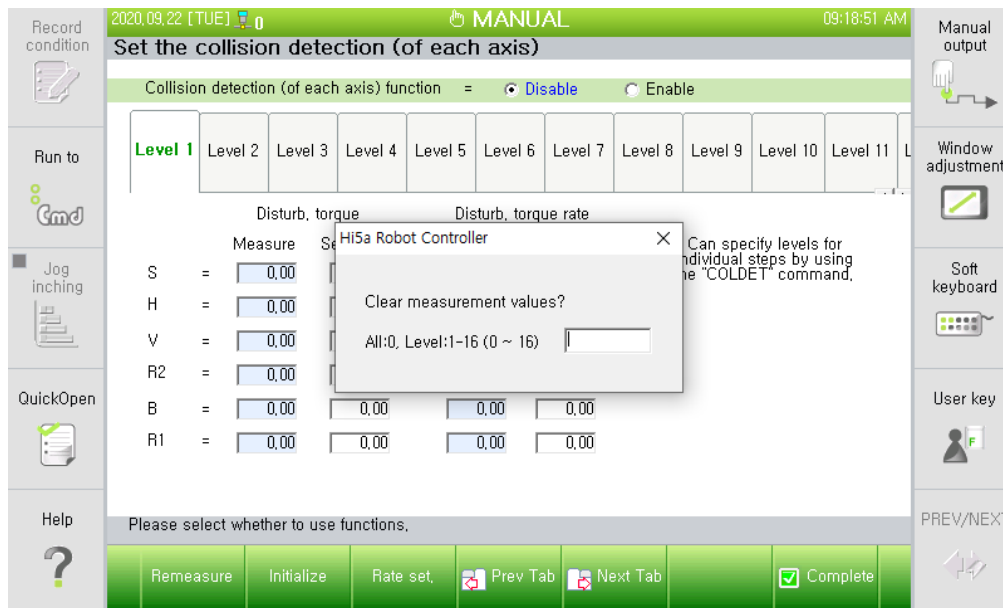 Record condition
Run to
Cmd
Jog inching
QuickOpen
Help
2020,09,22 [TUE] 0 MANUAL 09:18:51 AM
Set the collision detection (of each axis)
Collision detection (of each axis) function = Disable Enable
Level 1 Level 2 Level 3 Level 4 Level 5 Level 6 Level 7 Level 8 Level 9 Level 10 Level 11 L
Disturb, torque Disturb, torque rate
Measure Se
Can specify levels for
ndividual steps by using
he "COLDET" command,
S = 0,00
H = 0,00
V = 0,00
R2 = 0,00
B = 0,00 0,00 0,00 0,00
R1 = 0,00 0,00 0,00 0,00
Hi5a Robot Controller
Clear measurement values?
All:0, Level:1-16 (0 ~ 16)
Please select whether to use functions,
Remeasure Initialize Rate set, Prev Tab Next Tab Complete
Manual output
Window adjustment
Soft keyboard
User key
F
PREV/NEXT